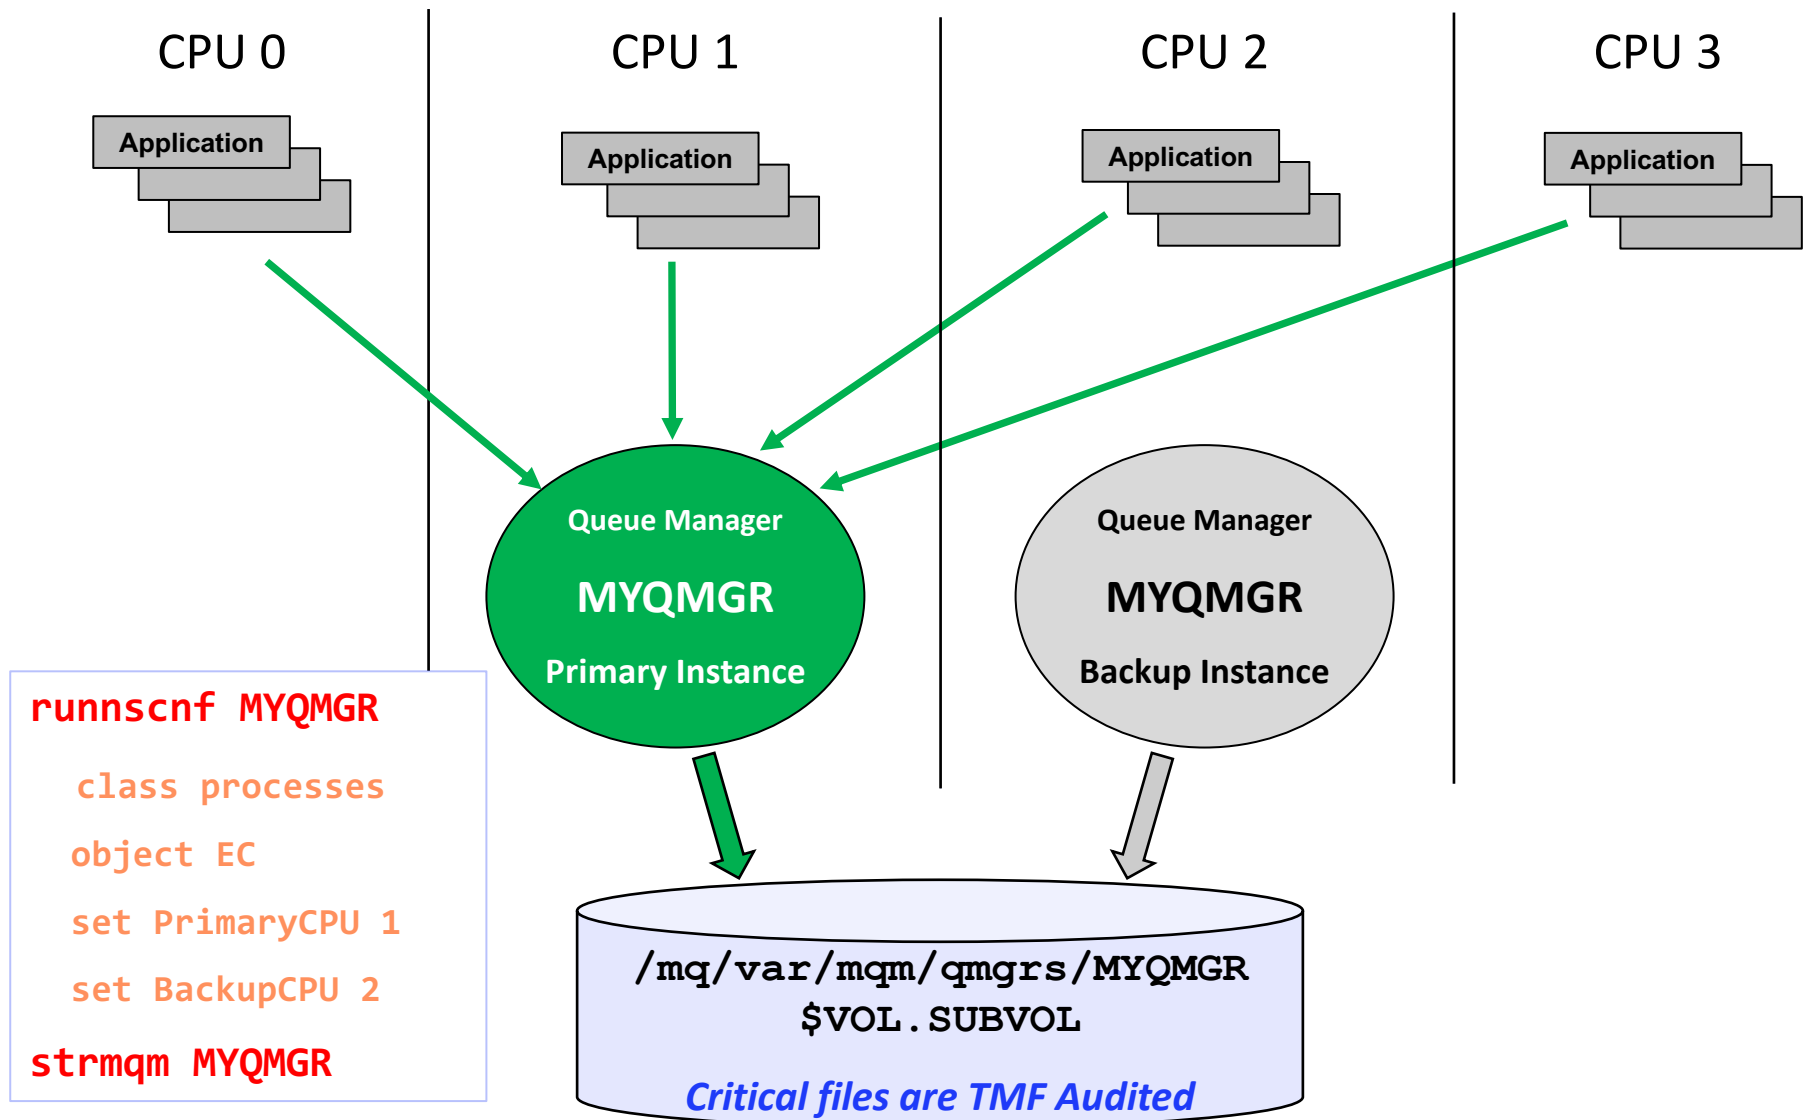 CPU 0
CPU 1
CPU 2
CPU 3
Application
Application
Application
Application
Queue Manager
MYQMGR
Primary Instance
Queue Manager
MYQMGR
Backup Instance
runnscnf MYQMGR
class processes
object EC
set PrimaryCPU 1
set BackupCPU 2
strmqm MYQMGR
/mq/var/mqm/qmgrs/MYQMGR
$VOL.SUBVOL
Critical files are TMF Audited